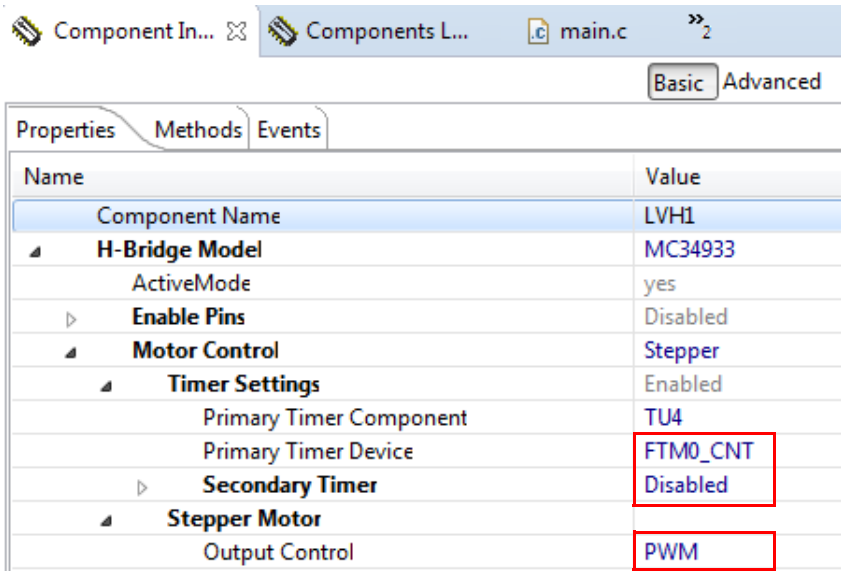 Component In... Components L... .c main.c »2
Basic Advanced
Properties Methods Events
Name Value
Component Name LVH1
H-Bridge Model MC34933
ActiveMode yes
Enable Pins Disabled
Motor Control Stepper
Timer Settings Enabled
Primary Timer Component TU4
Primary Timer Device FTM0_CNT
Secondary Timer Disabled
Stepper Motor
Output Control PWM